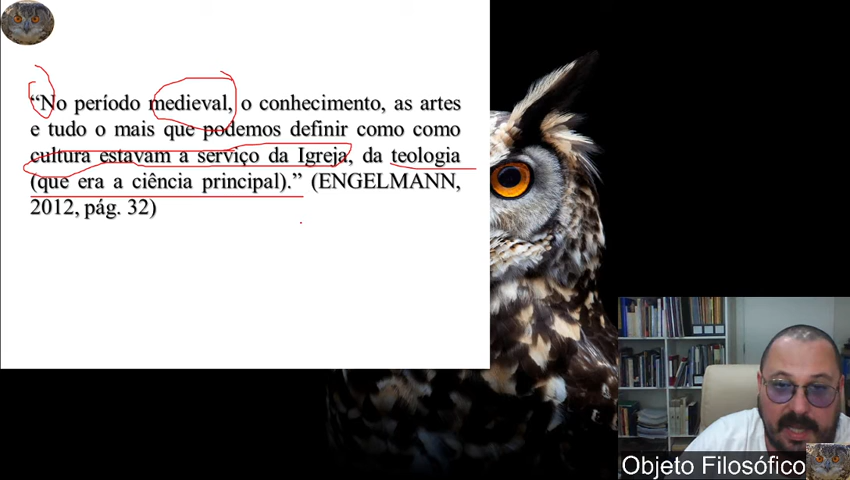 “No período medieval, o conhecimento, as artes
e tudo o mais que podemos definir como como
cultura estavam a serviço da Igreja, da teologia
(que era a ciência principal).” (ENGELMANN,
2012, pág. 32)
Objeto Filosófico